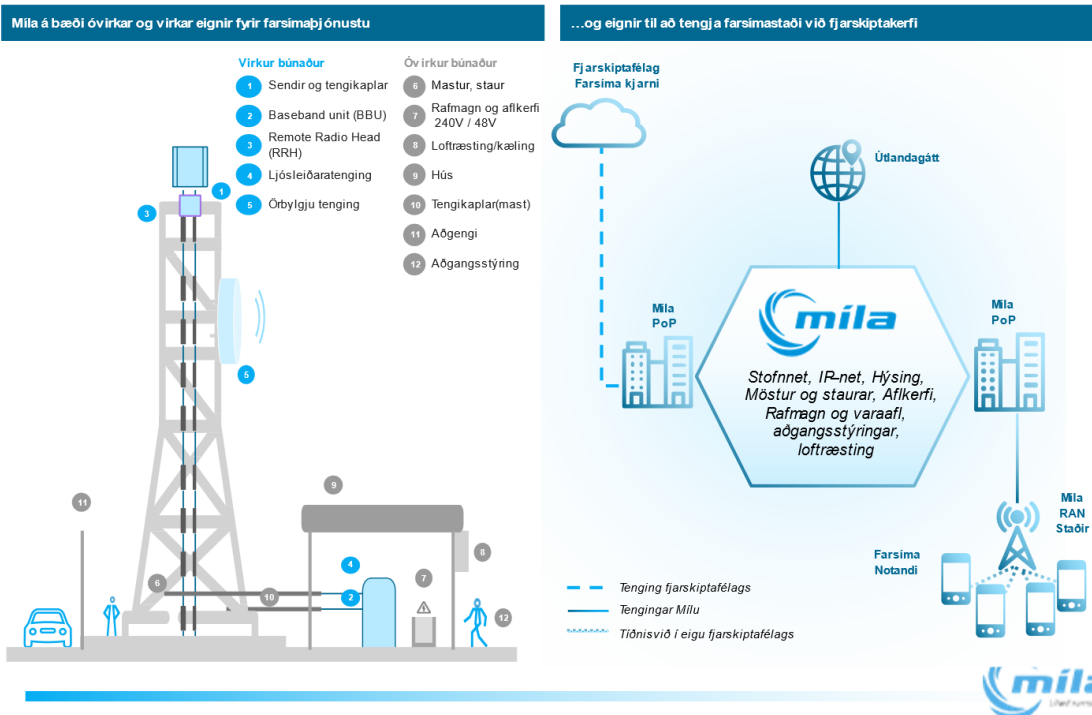 Míla á bæði óvirkar og virkar eignir fyrir farsímaþjónustu
Virkur búnaður
1 Sendir og tengikaplar
2 Baseband unit (BBU)
3 Remote Radio Head
(RRH)
4 Ljósleiðaratenging
5 Örbylgju tenging
Óvirkur búnaður
6 Mastur, staur
7 Rafmagn og aflkerfi
240V / 48V
8 Loftræsting/kæling
9 Hús
10 Tengikaplar(mast)
11 Aðgengi
12 Aðgangsstýring
1
3
5
9
11
8
4
7
6
2
10
12
…og eignir til að tengja farsímastaði við fjarskiptakerfi
Fjarskiptafélag
Farsíma kjarni
Útlandagátt
Míla
PoP
Míla
PoP
míla
Stofnnet, IP-net, Hýsing,
Möstur og staurar, Aflkerfi,
Rafmagn og varaafl,
aðgangsstýringar,
loftræsting
Míla
RAN
Staðir
Farsíma
Notandi
Tenging fjarskiptafélags
Tengingar Mílu
Tíðnisvið í eigu fjarskiptafélags
míla